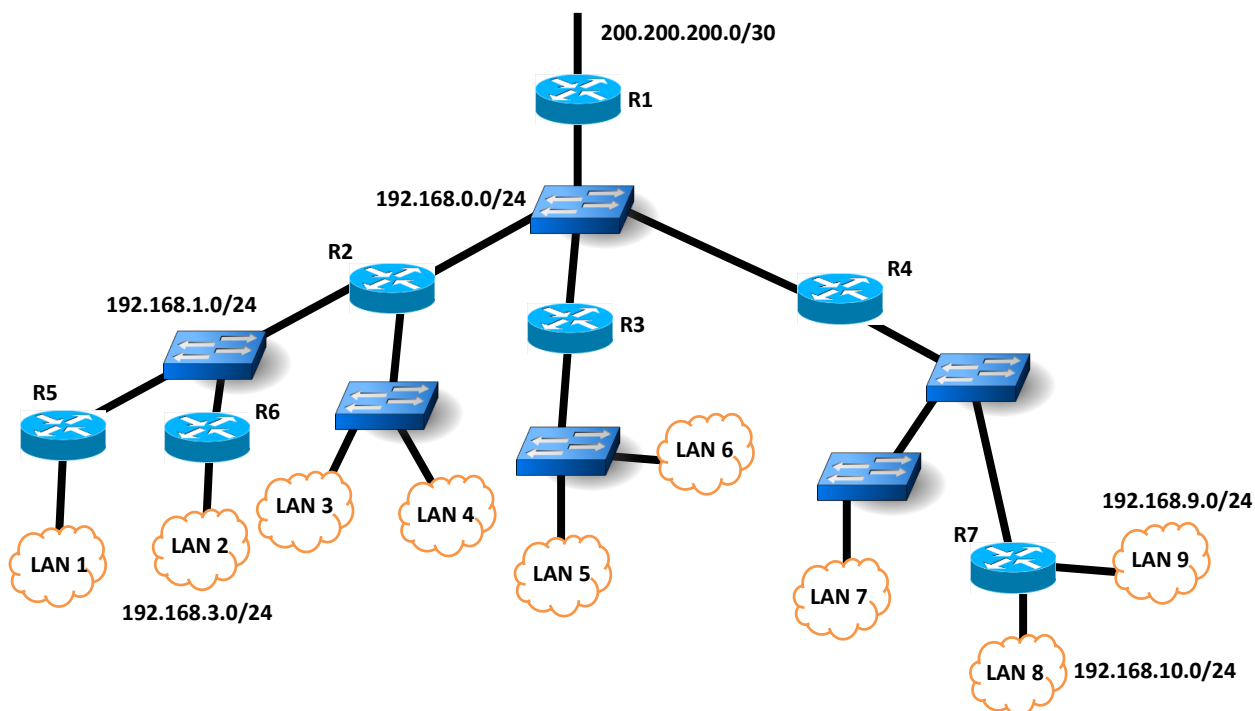 200.200.200.0/30
R1
192.168.0.0/24
R2
R4
192.168.1.0/24
R3
R5
R6
LAN 6
LAN 3
LAN 4
192.168.9.0/24
R7
LAN 1
LAN 2
LAN 5
LAN 9
LAN 7
192.168.3.0/24
LAN 8
192.168.10.0/24